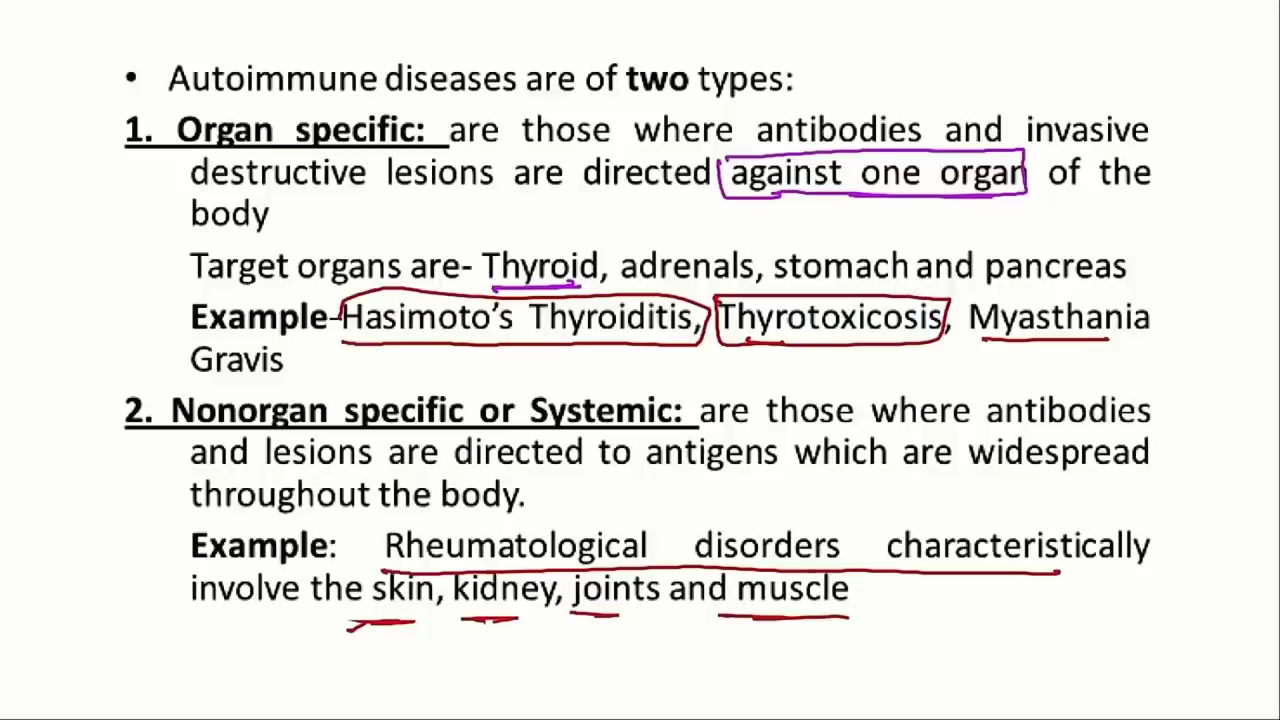 • Autoimmune diseases are of two types:
1. Organ specific: are those where antibodies and invasive
destructive lesions are directed against one organ of the
body
Target organs are- Thyroid, adrenals, stomach and pancreas
Example-Hasimoto’s Thyroiditis, Thyrotoxicosis, Myasthania
Gravis
2. Nonorgan specific or Systemic: are those where antibodies
and lesions are directed to antigens which are widespread
throughout the body.
Example: Rheumatological disorders characteristically
involve the skin, kidney, joints and muscle